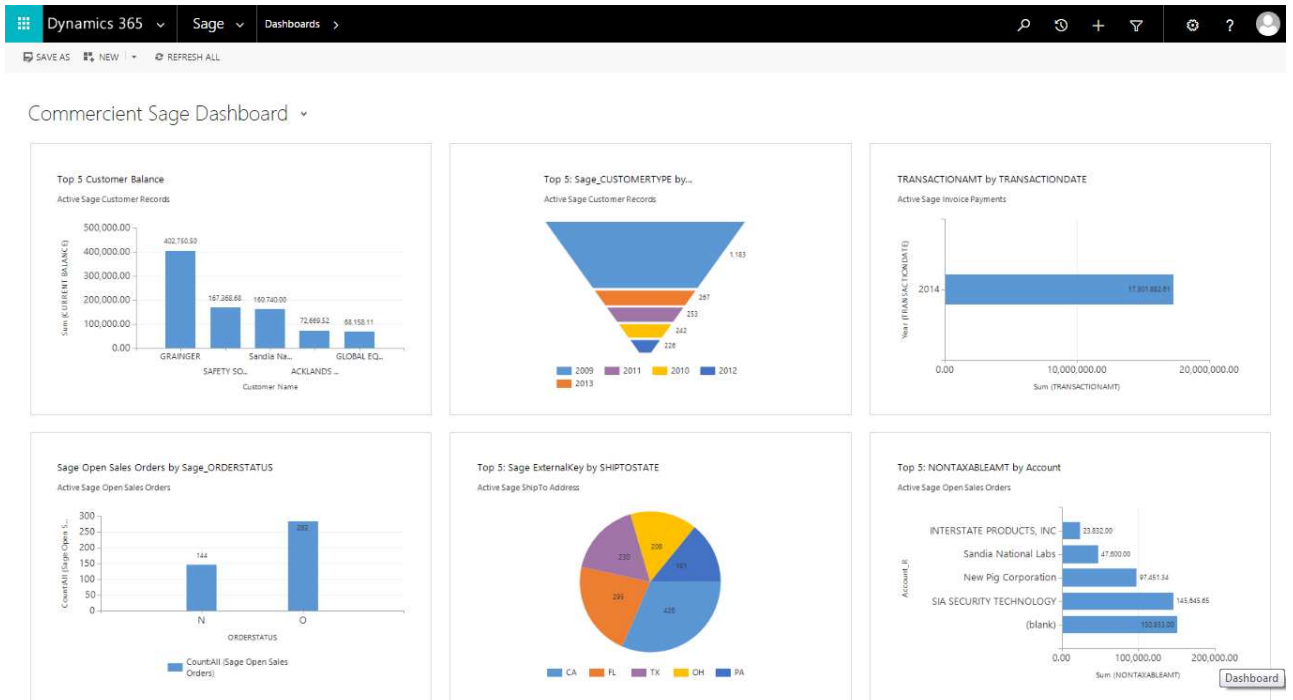 Dynamics 365
Sage
Dashboards
SAVE AS
NEW
REFRESH ALL
?
Commercient Sage Dashboard
Top 5 Customer Balance
Active Sage Customer Records
500,000.00
400,000.00
300,000.00
200,000.00
100,000.00
0.00
Sum (CURRENT BALANCE)
402,750.50
167,368.68
160,740.00
72,669.52
68,158.11
GRAINGER
Sandia Na...
GLOBAL EQ...
SAFETY SO...
ACKLANDS ...
Customer Name
Top 5: Sage_CUSTOMERTYPE by...
Active Sage Customer Records
1,183
267
253
242
226
2009
2011
2010
2012
2013
TRANSACTIONAMT by TRANSACTIONDATE
Active Sage Invoice Payments
Year (TRANSACTIONDATE)
2014
0.00
10,000,000.00
20,000,000.00
Sum (TRANSACTIONAMT)
Sage Open Sales Orders by Sage_ORDERSTATUS
Active Sage Open Sales Orders
CountAll (Sage Open S...
300
250
200
150
100
50
0
144
282
N
O
ORDERSTATUS
CountAll (Sage Open Sales
Orders)
Top 5: Sage ExternalKey by SHIPTOSTATE
Active Sage ShipTo Address
230
200
161
295
420
CA
FL
TX
OH
PA
Top 5: NONTAXABLEAMT by Account
Active Sage Open Sales Orders
Account_R
INTERSTATE PRODUCTS, INC
23,832.00
Sandia National Labs
47,600.00
New Pig Corporation
97,451.34
SIA SECURITY TECHNOLOGY
145,645.65
(blank)
0.00
100,000.00
200,000.00
Sum (NONTAXABLEAMT)
Dashboard